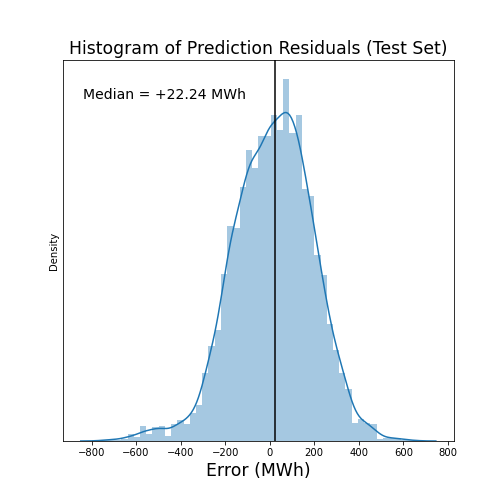 Histogram of Prediction Residuals (Test Set)
Median = +22.24 MWh
Density
−800 −600 −400 −200 0 200 400 600 800
Error (MWh)